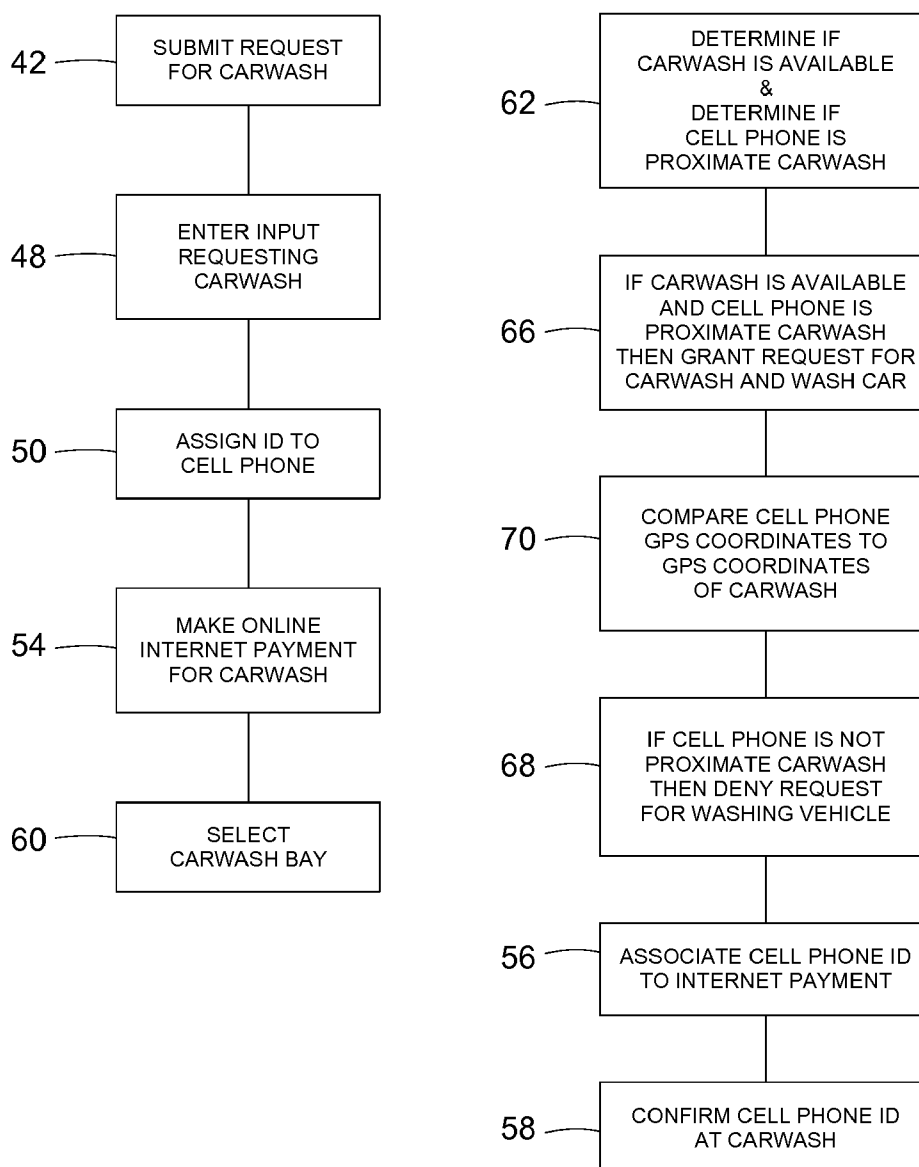 42
SUBMIT REQUEST
FOR CARWASH
48
ENTER INPUT
REQUESTING
CARWASH
50
ASSIGN ID TO
CELL PHONE
54
MAKE ONLINE
INTERNET PAYMENT
FOR CARWASH
60
SELECT
CARWASH BAY
62
DETERMINE IF
CARWASH IS AVAILABLE
&
DETERMINE IF
CELL PHONE IS
PROXIMATE CARWASH
66
IF CARWASH IS AVAILABLE
AND CELL PHONE IS
PROXIMATE CARWASH
THEN GRANT REQUEST FOR
CARWASH AND WASH CAR
70
COMPARE CELL PHONE
GPS COORDINATES TO
GPS COORDINATES
OF CARWASH
68
IF CELL PHONE IS NOT
PROXIMATE CARWASH
THEN DENY REQUEST
FOR WASHING VEHICLE
56
ASSOCIATE CELL PHONE ID
TO INTERNET PAYMENT
58
CONFIRM CELL PHONE ID
AT CARWASH